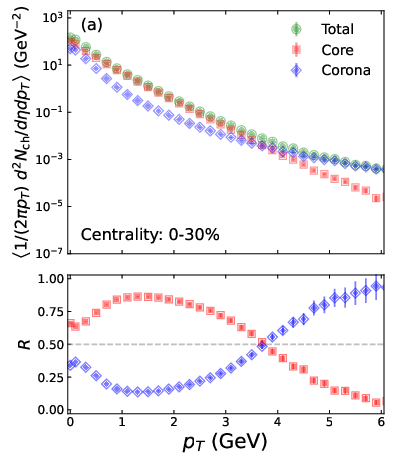 (a)
Total
Core
Corona
⟨1/(2πp_T) d²N_ch/dηdp_T⟩ (GeV⁻²)
10³
10¹
10⁻¹
10⁻³
10⁻⁵
10⁻⁷
Centrality: 0-30%
R
1.00
0.75
0.50
0.25
0.00
0 1 2 3 4 5 6
p_T (GeV)